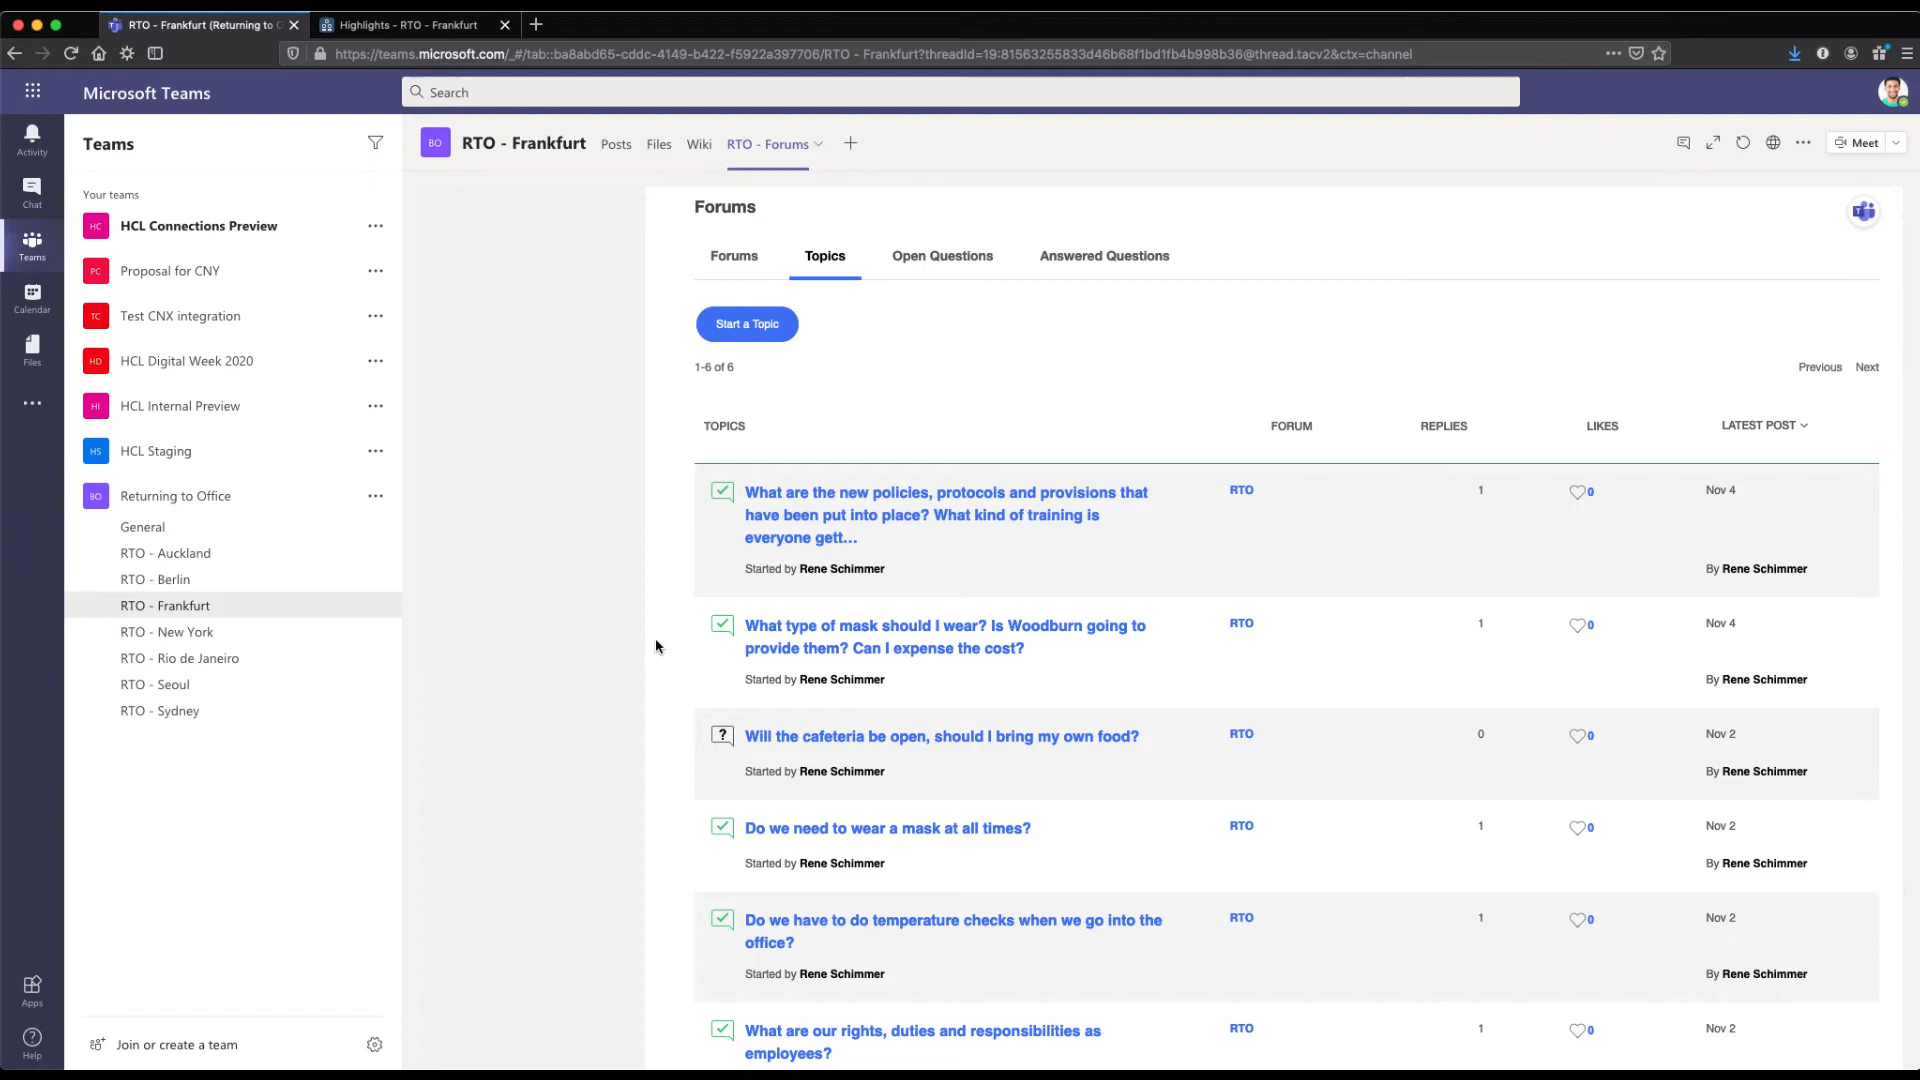 RTO - Frankfurt (Returning to O
Highlights - RTO - Frankfurt
https://teams.microsoft.com/_#/tab::ba8abd65-cddc-4149-b422-f5922a397706/RTO - Frankfurt?threadId=19:81563255833d46b68f1bd1fb4b998b36@thread.tacv2&ctx=channel
Microsoft Teams
Search
Activity
Chat
Teams
Calendar
Files
Apps
Help
Teams
Your teams
HC HCL Connections Preview
PC Proposal for CNY
TC Test CNX integration
HD HCL Digital Week 2020
HI HCL Internal Preview
HS HCL Staging
BO Returning to Office
General
RTO - Auckland
RTO - Berlin
RTO - Frankfurt
RTO - New York
RTO - Rio de Janeiro
RTO - Seoul
RTO - Sydney
Join or create a team
BO RTO - Frankfurt Posts Files Wiki RTO - Forums
Meet
Forums
Forums Topics Open Questions Answered Questions
Start a Topic
1-6 of 6 Previous Next
TOPICS FORUM REPLIES LIKES LATEST POST
What are the new policies, protocols and provisions that RTO 1 0 Nov 4
have been put into place? What kind of training is
everyone gett...
Started by Rene Schimmer By Rene Schimmer
What type of mask should I wear? Is Woodburn going to RTO 1 0 Nov 4
provide them? Can I expense the cost?
Started by Rene Schimmer By Rene Schimmer
? Will the cafeteria be open, should I bring my own food? RTO 0 0 Nov 2
Started by Rene Schimmer By Rene Schimmer
Do we need to wear a mask at all times? RTO 1 0 Nov 2
Started by Rene Schimmer By Rene Schimmer
Do we have to do temperature checks when we go into the RTO 1 0 Nov 2
office?
Started by Rene Schimmer By Rene Schimmer
What are our rights, duties and responsibilities as RTO 1 0 Nov 2
employees?